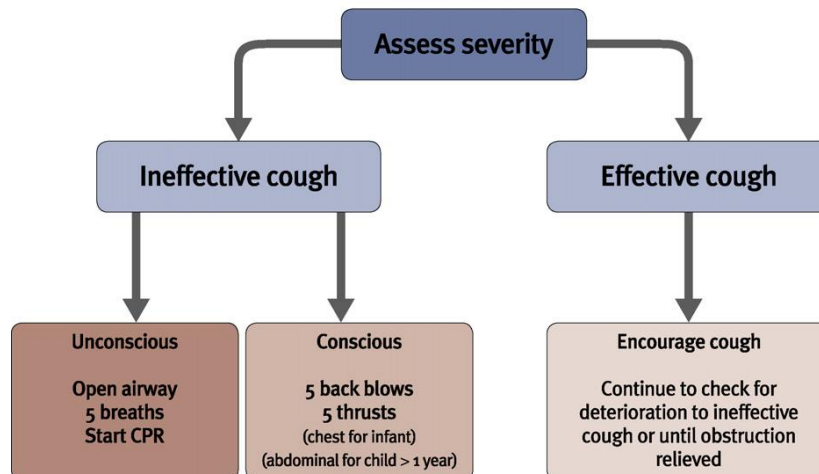 Assess severity
Ineffective cough
Effective cough
Unconscious
Open airway
5 breaths
Start CPR
Conscious
5 back blows
5 thrusts
(chest for infant)
(abdominal for child > 1 year)
Encourage cough
Continue to check for
deterioration to ineffective
cough or until obstruction
relieved